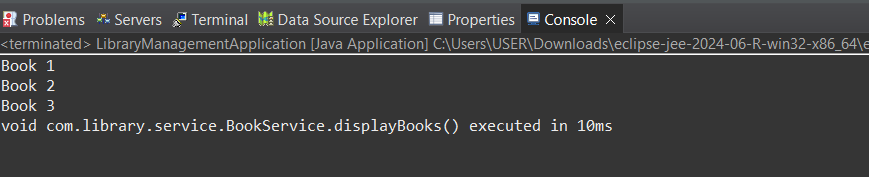 Problems Servers Terminal Data Source Explorer Properties Console
<terminated> LibraryManagementApplication [Java Application] C:\Users\USER\Downloads\eclipse-jee-2024-06-R-win32-x86_64\e
Book 1
Book 2
Book 3
void com.library.service.BookService.displayBooks() executed in 10ms